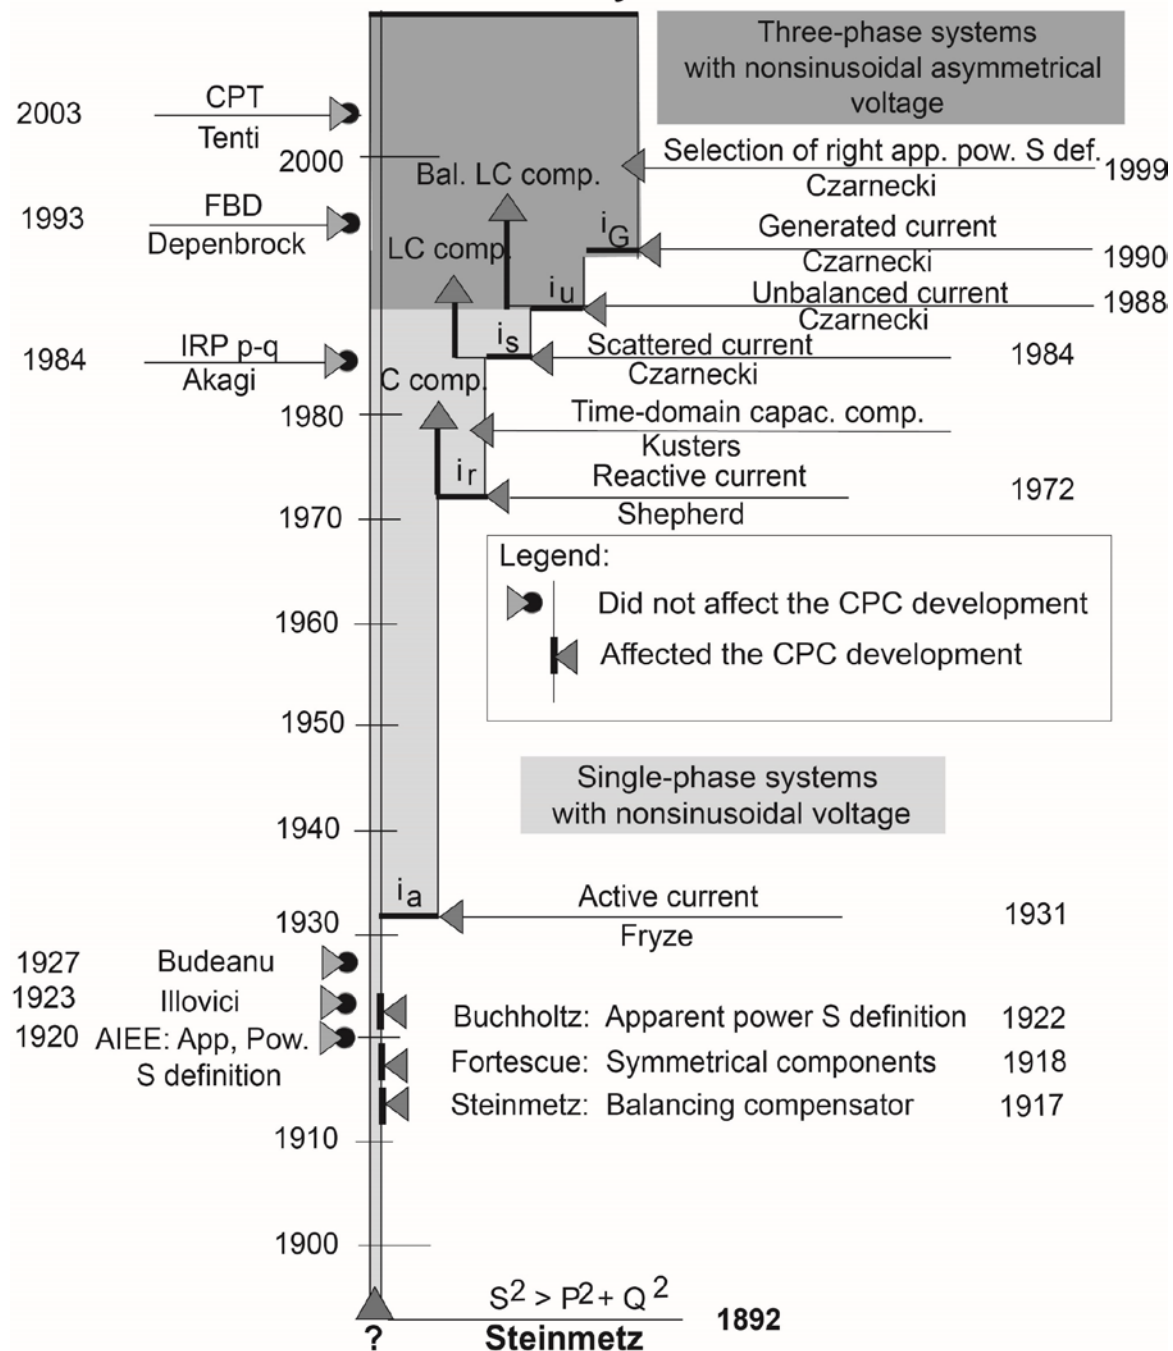 Three-phase systems
with nonsinusoidal asymmetrical
voltage
2003
CPT
Tenti
2000
Selection of right app. pow. S def.
Czarnecki
1999
Bal. LC comp.
1993
FBD
Depenbrock
iG
Generated current
Czarnecki
1990
LC comp.
iu
Unbalanced current
Czarnecki
1988
1984
IRP p-q
Akagi
is
Scattered current
Czarnecki
1984
C comp.
1980
Time-domain capac. comp.
Kusters
ir
Reactive current
Shepherd
1972
1970
Legend:
Did not affect the CPC development
Affected the CPC development
1960
1950
Single-phase systems
with nonsinusoidal voltage
1940
ia
Active current
Fryze
1931
1930
1927 Budeanu
1923 Illovici
1920 AIEE: App, Pow.
S definition
Buchholtz: Apparent power S definition 1922
Fortescue: Symmetrical components 1918
Steinmetz: Balancing compensator 1917
1910
1900
S² > P² + Q²
Steinmetz
1892
?